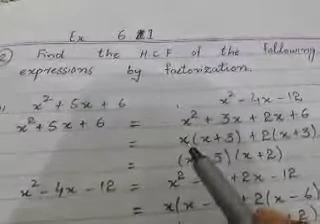 Ex 6.1
2) Find the H.C.F of the following
expressions by factorization.
x² + 5x + 6 , x² - 4x - 12
x² + 5x + 6 = x² + 3x + 2x + 6
= x(x+3) + 2(x+3)
= (x 3)(x+2)
x² - 4x - 12 = x² - + 2x - 12
= x(x - + 2(x - 6)